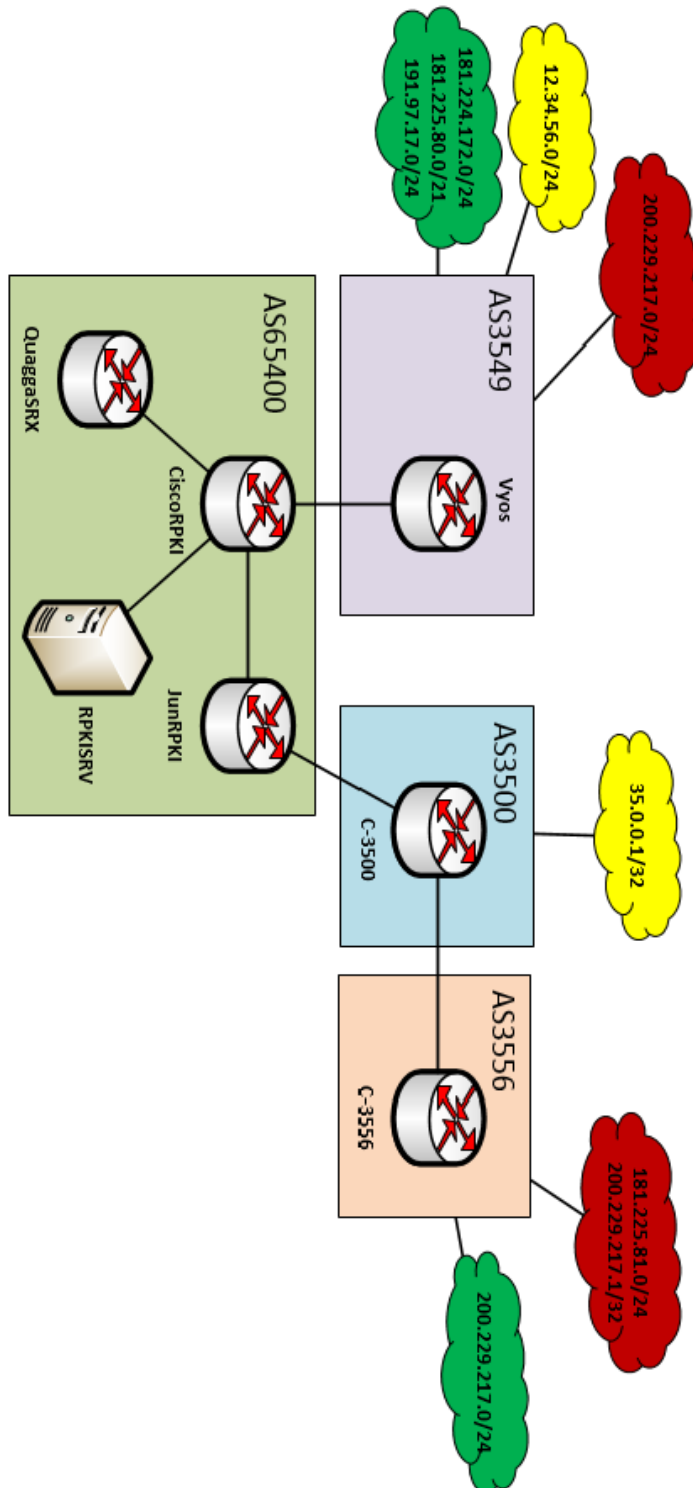 200.229.217.0/24
12.34.56.0/24
181.224.172.0/24
181.225.80.0/21
191.97.17.0/24
35.0.0.1/32
181.225.81.0/24
200.229.217.1/32
200.229.217.0/24
AS3549
Vyos
AS3500
C-3500
AS3556
C-3556
AS65400
CiscoRPKI
JunRPKI
QuaggaSRX
RPKISRV